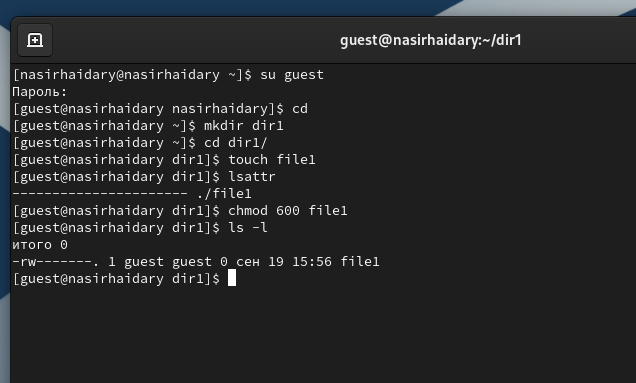 guest@nasirhaidary:~/dir1
[nasirhaidary@nasirhaidary ~]$ su guest
Пароль:
[guest@nasirhaidary nasirhaidary]$ cd
[guest@nasirhaidary ~]$ mkdir dir1
[guest@nasirhaidary ~]$ cd dir1/
[guest@nasirhaidary dir1]$ touch file1
[guest@nasirhaidary dir1]$ lsattr
---------------------- ./file1
[guest@nasirhaidary dir1]$ chmod 600 file1
[guest@nasirhaidary dir1]$ ls -l
итого 0
-rw-------. 1 guest guest 0 сен 19 15:56 file1
[guest@nasirhaidary dir1]$